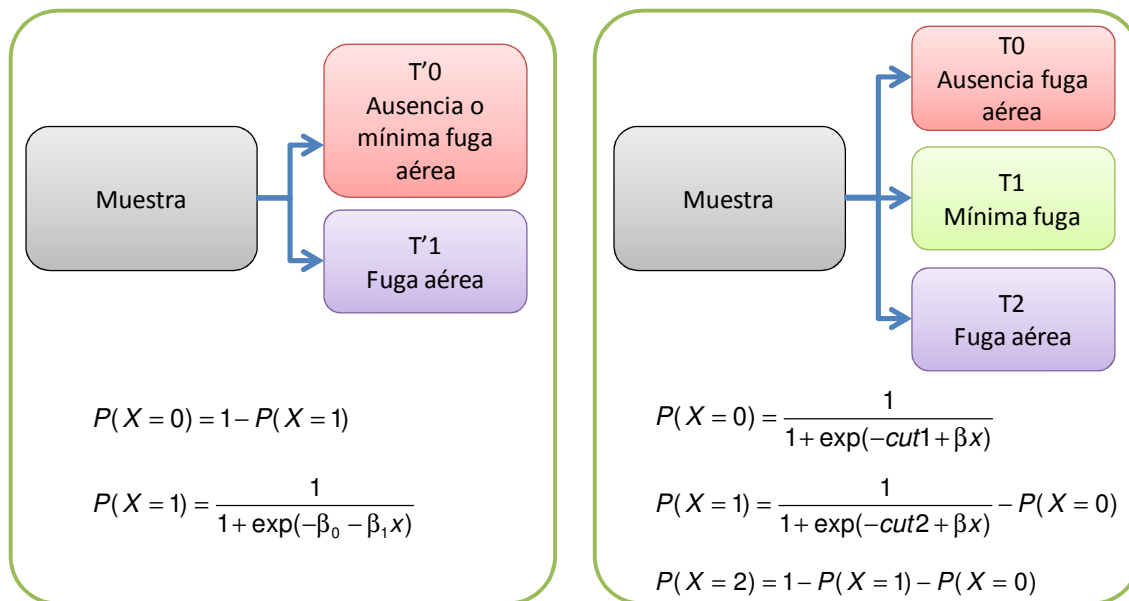 Muestra
T'0
Ausencia o
mínima fuga
aérea
T'1
Fuga aérea
P(X = 0) = 1 − P(X = 1)
P(X = 1) = 1 / (1 + exp(−β₀ − β₁x))
Muestra
T0
Ausencia fuga
aérea
T1
Mínima fuga
T2
Fuga aérea
P(X = 0) = 1 / (1 + exp(−cut1 + βx))
P(X = 1) = 1 / (1 + exp(−cut2 + βx)) − P(X = 0)
P(X = 2) = 1 − P(X = 1) − P(X = 0)